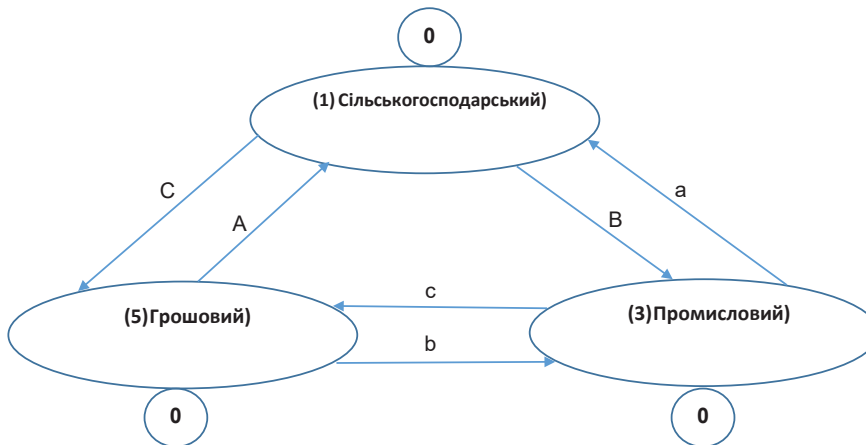 0
(1) Сільськогосподарський)
C
A
B
a
c
(5) Грошовий)
(3) Промисловий)
b
0
0